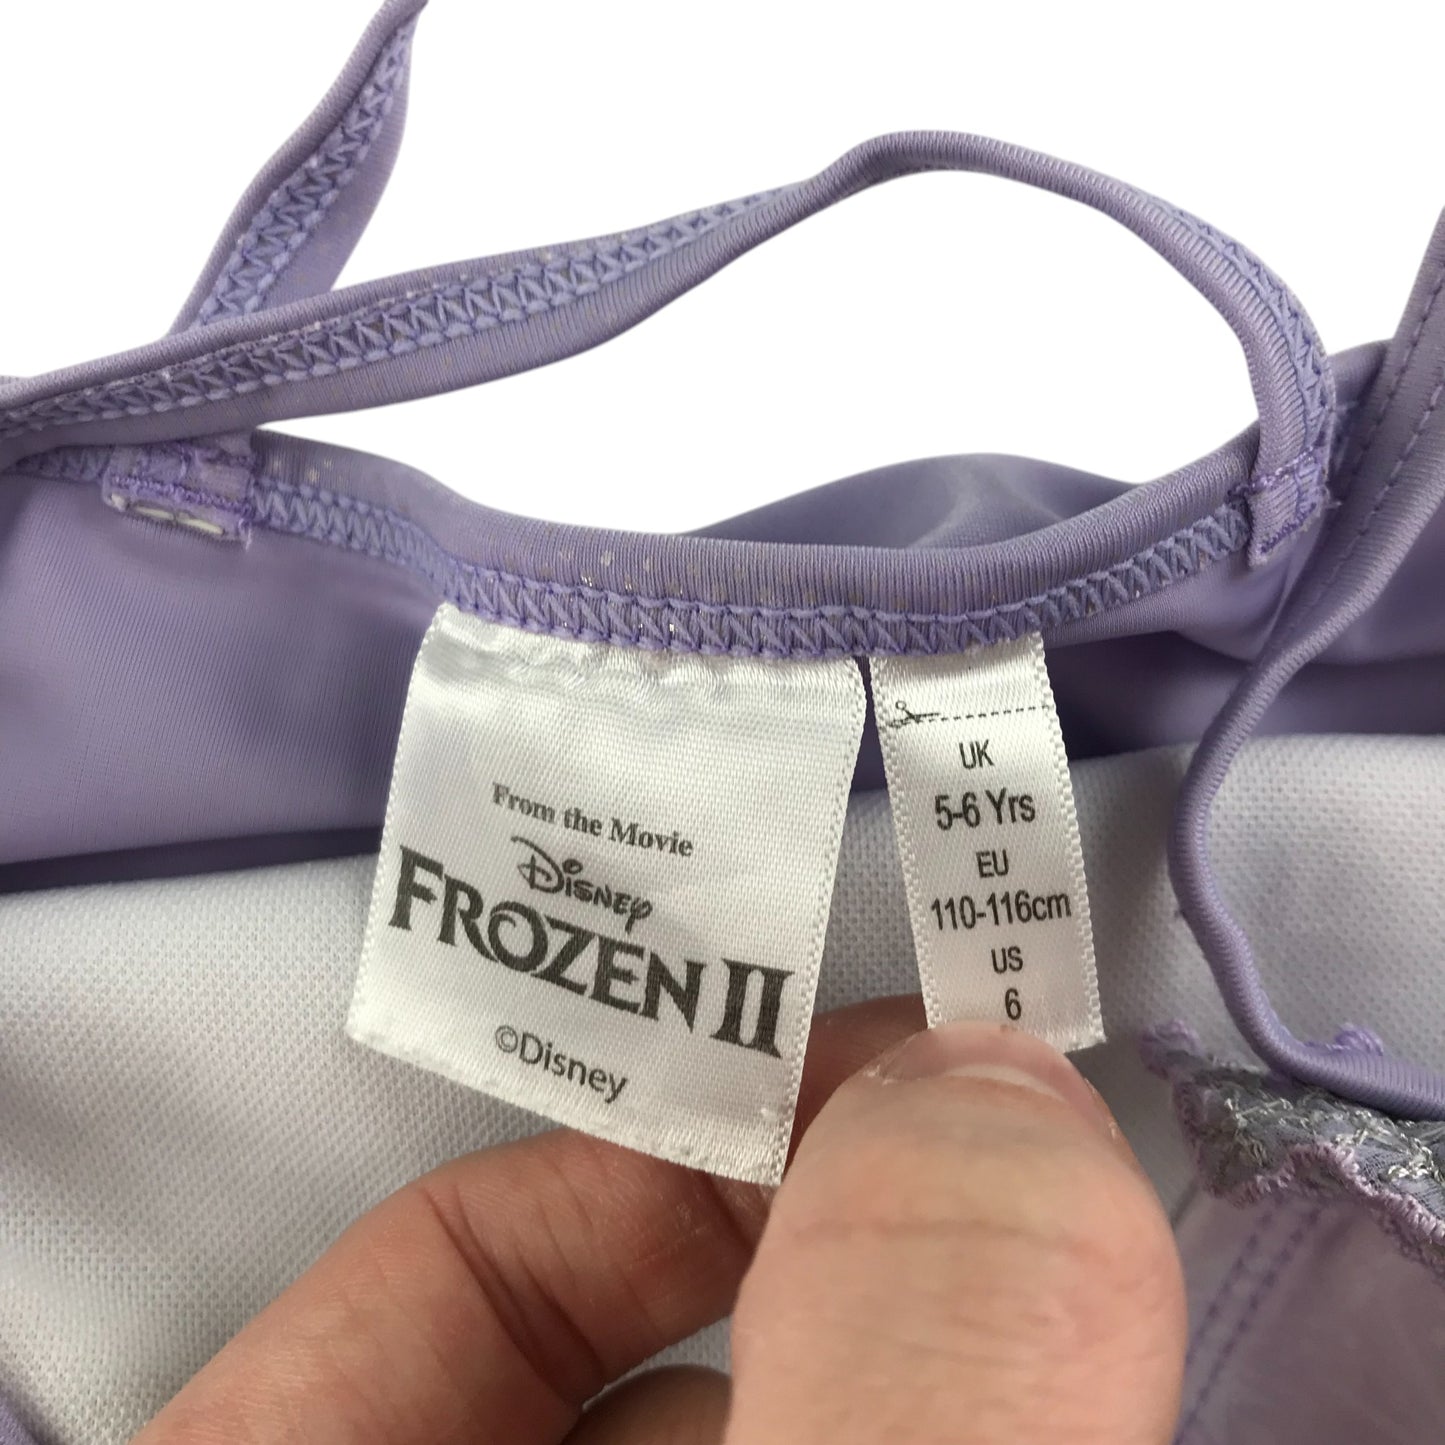 From the Movie
Disney
FROZEN II
©Disney
UK
5-6 Yrs
EU
110-116cm
US
6